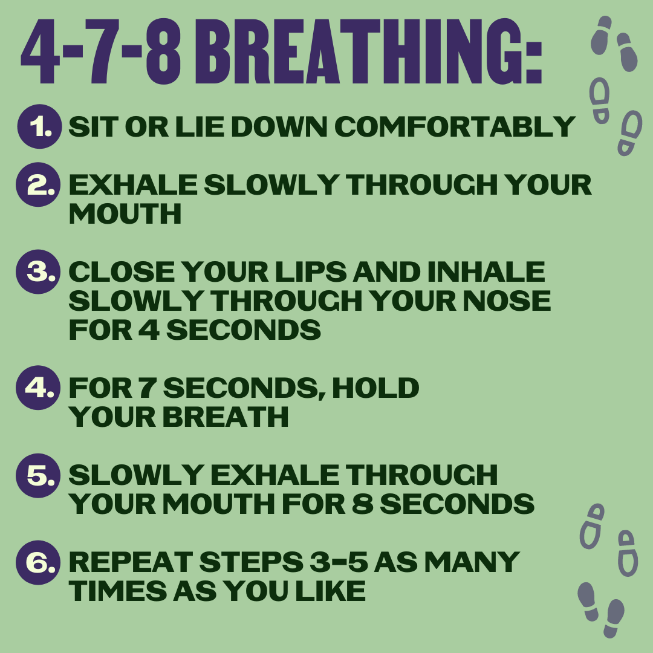 4-7-8 BREATHING:
1. SIT OR LIE DOWN COMFORTABLY
2. EXHALE SLOWLY THROUGH YOUR
MOUTH
3. CLOSE YOUR LIPS AND INHALE
SLOWLY THROUGH YOUR NOSE
FOR 4 SECONDS
4. FOR 7 SECONDS, HOLD
YOUR BREATH
5. SLOWLY EXHALE THROUGH
YOUR MOUTH FOR 8 SECONDS
6. REPEAT STEPS 3-5 AS MANY
TIMES AS YOU LIKE